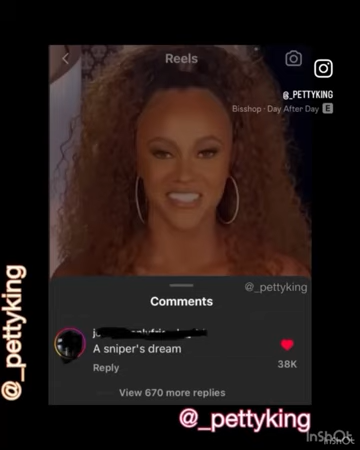 Reels
@_PETTYKING
Bisshop · Day After Day E
@_pettyking
@_pettyking
Comments
A sniper's dream
Reply
38K
View 670 more replies
@_pettyking
InShOt
InShOt